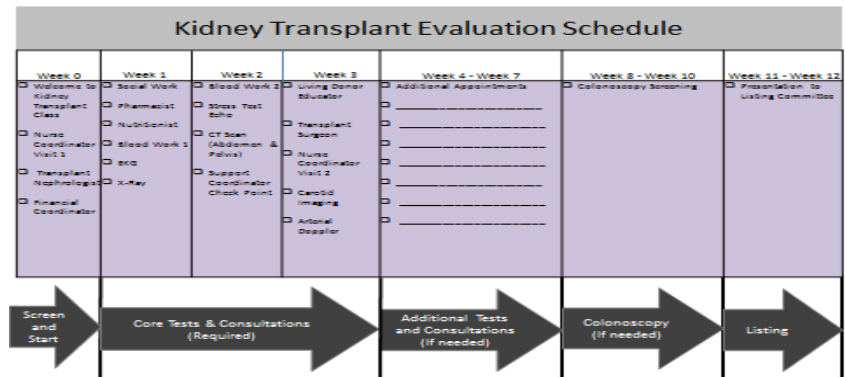 Kidney Transplant Evaluation Schedule
Week 0
Welcome to
Kidney
Transplant
Class
Nurse
Coordinator
Visit 1
Transplant
Nephrologist
Financial
Coordinator
Week 1
Social Work
Pharmacist
Nutritionist
Blood Work 1
EKG
X-Ray
Week 2
Blood Work 2
Stress Test
Echo
CT Scan
(Abdomen &
Pelvis)
Support
Coordinator
Check Point
Week 3
Living Donor
Educator
Transplant
Surgeon
Nurse
Coordinator
Visit 2
Carotid
Imaging
Arterial
Doppler
Week 4 - Week 7
Additional Appointments
Week 8 - Week 10
Colonoscopy Screening
Week 11 - Week 12
Presentation to
Listing Committee
Screen
and
Start
Core Tests & Consultations
(Required)
Additional Tests
and Consultations
(If needed)
Colonoscopy
(If needed)
Listing